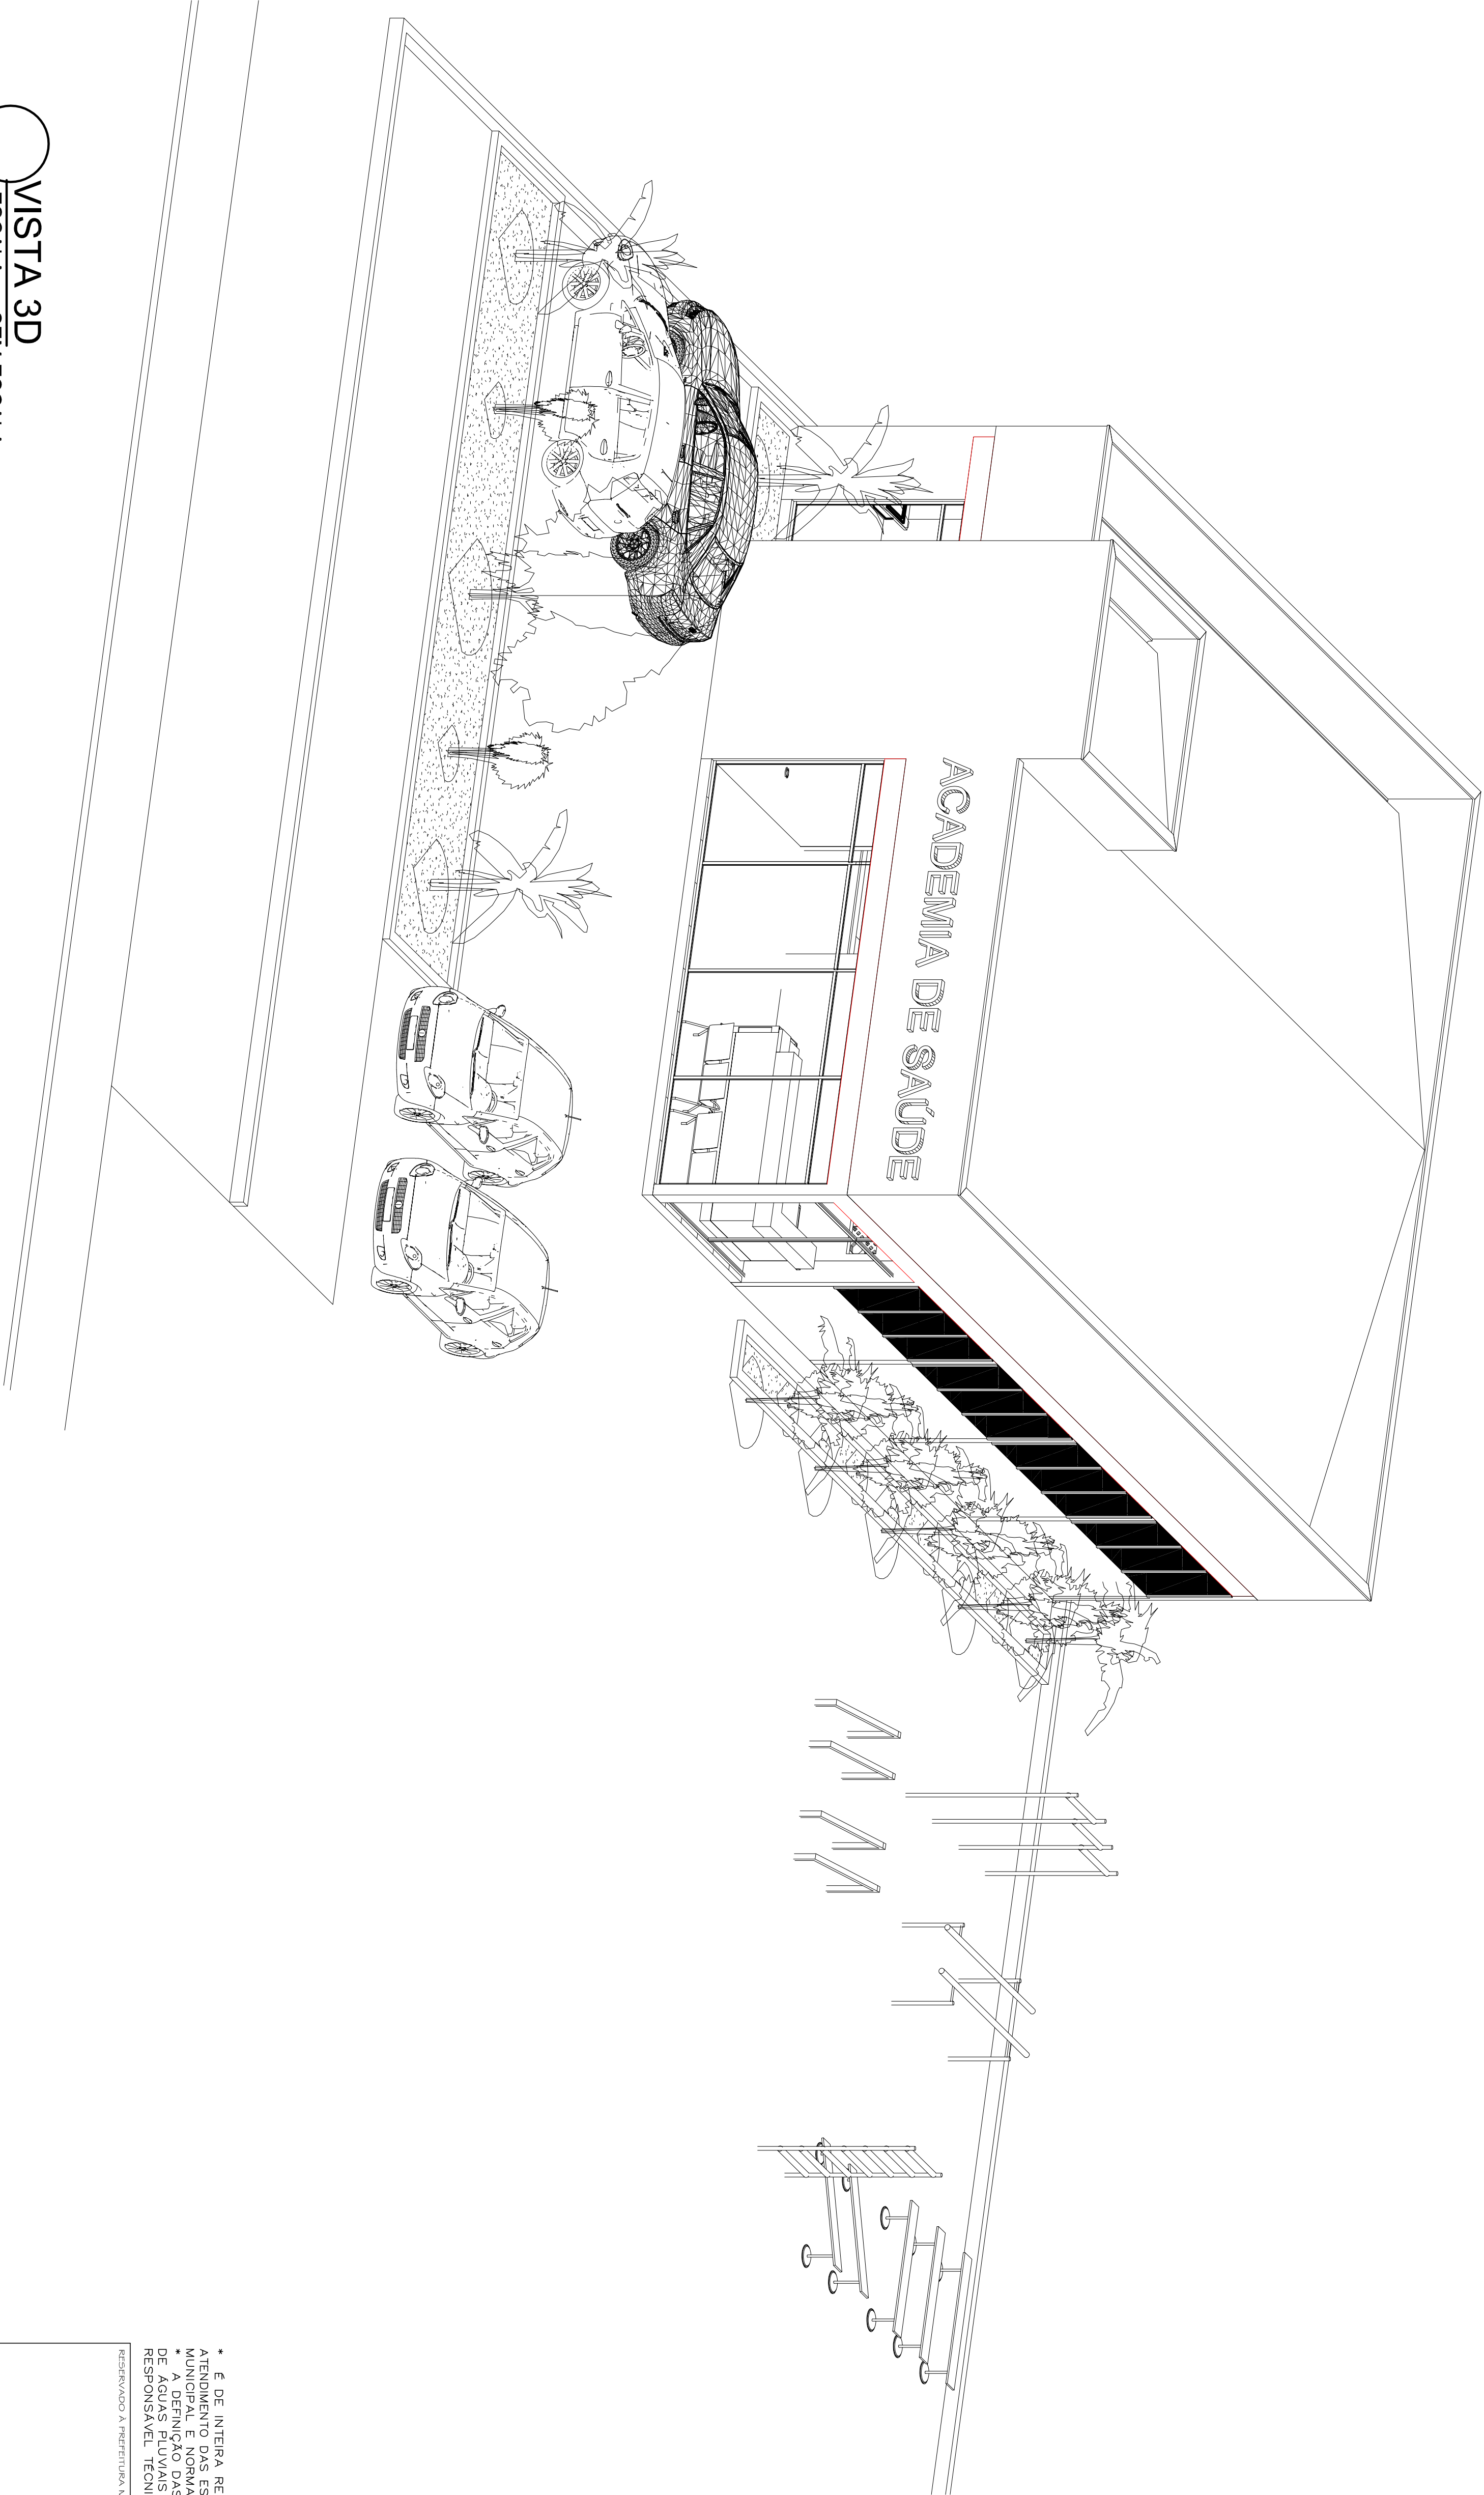 ACADEMIA DE SAÚDE
VISTA 3D
* É DE INTEIRA RE
ATENDIMENTO DAS ES
MUNICIPAL E NORMA
* A DEFINIÇÃO DAS
DE ÁGUAS PLUVIAIS
RESPONSÁVEL TÉCNI
RESERVADO À PREFEITURA